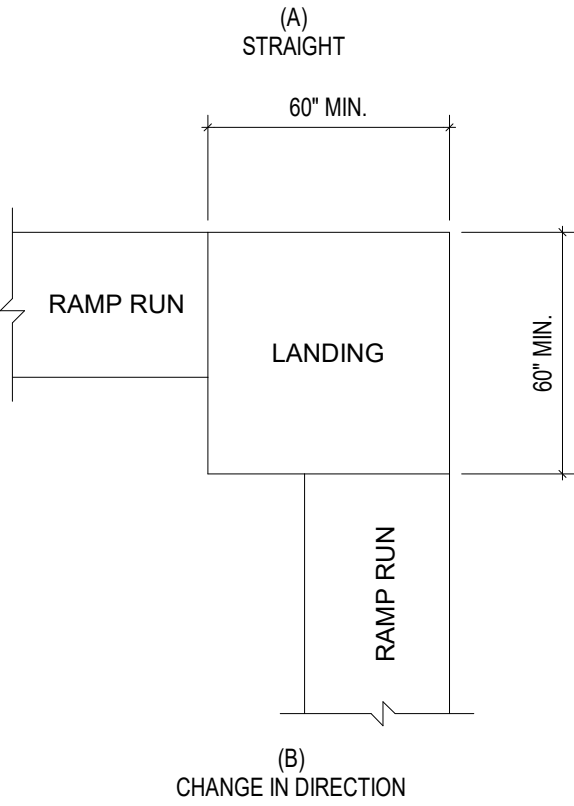 (A)
STRAIGHT
60" MIN.
RAMP RUN
LANDING
60" MIN.
RAMP RUN
(B)
CHANGE IN DIRECTION